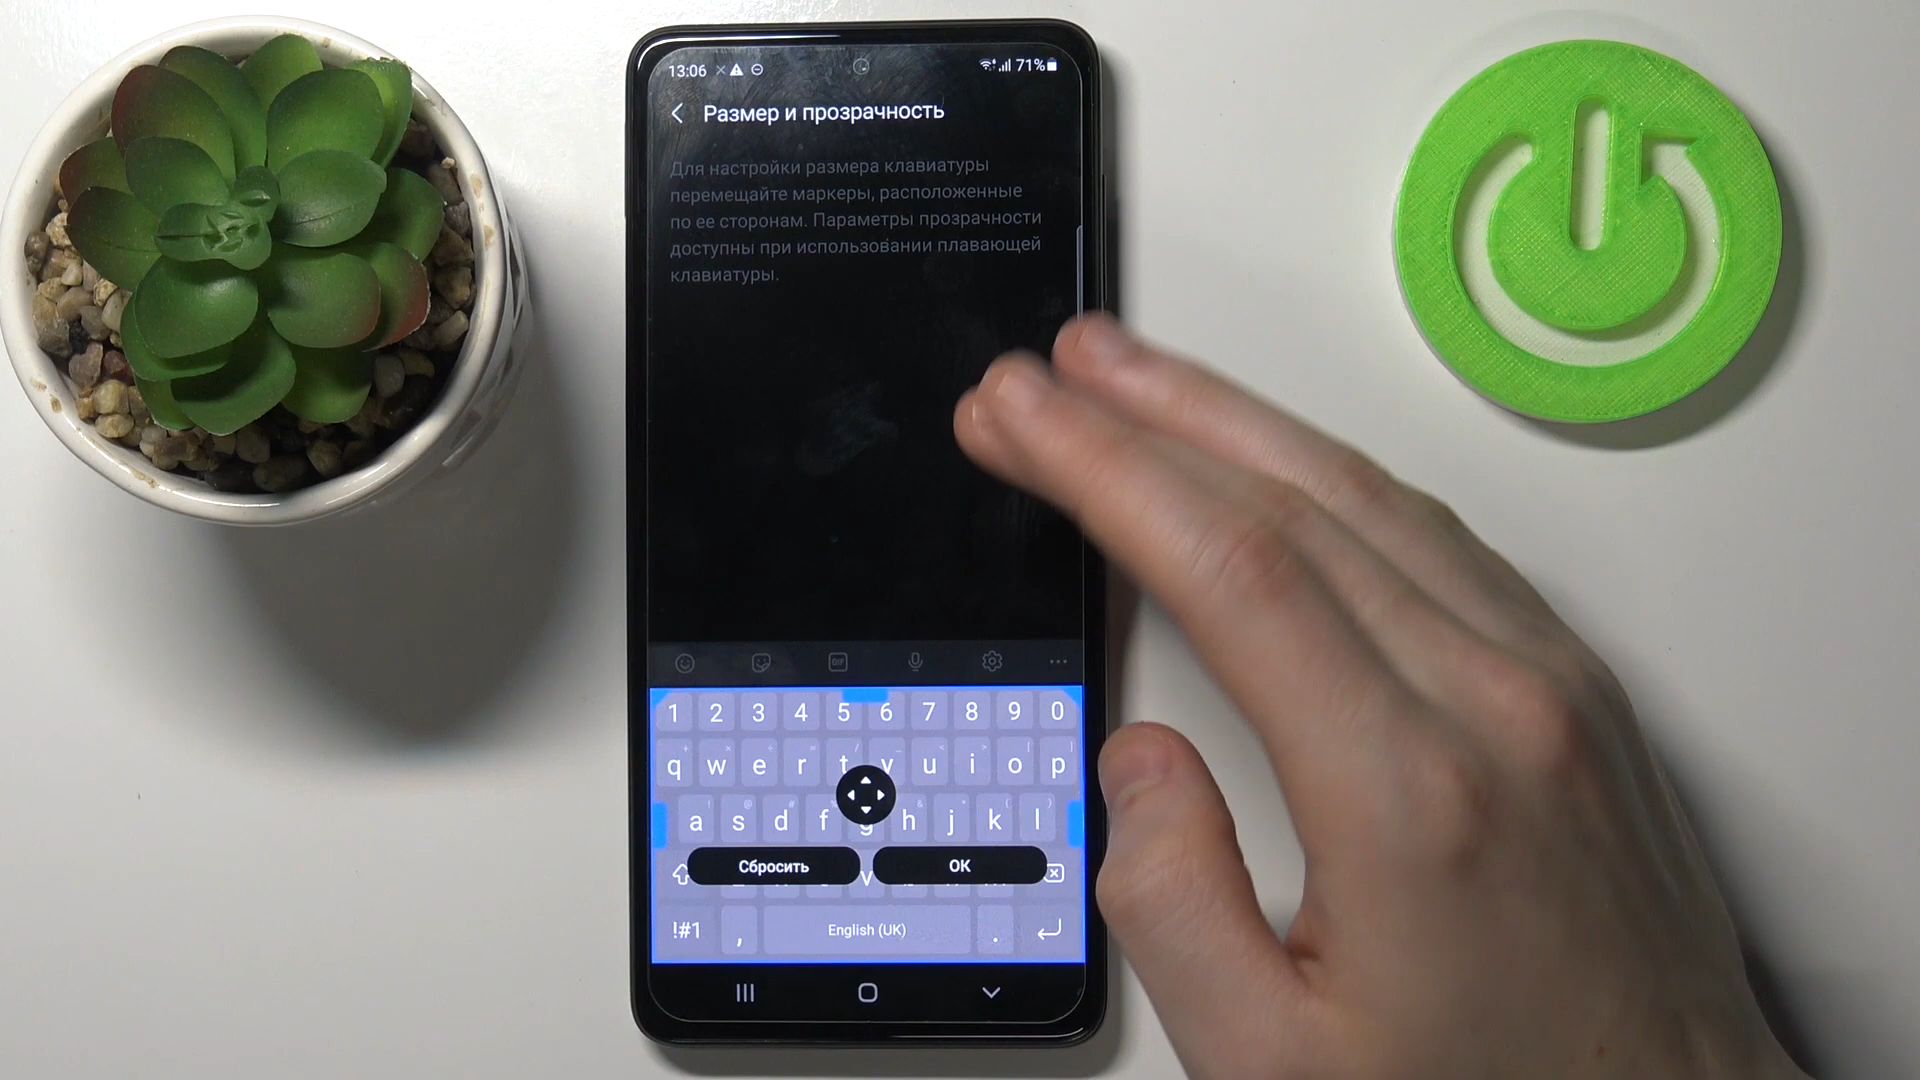 13:06
71%
Размер и прозрачность
Для настройки размера клавиатуры
перемещайте маркеры, расположенные
по ее сторонам. Параметры прозрачности
доступны при использовании плавающей
клавиатуры.
GIF
1 2 3 4 5 6 7 8 9 0
q w e r t y u i o p
a s d f g h j k l
Сбросить OK
v
!#1 , English (UK) .